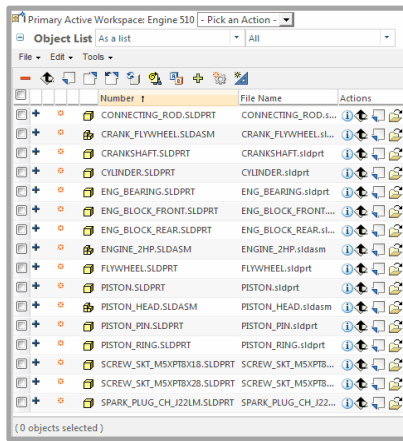 Primary Active Workspace: Engine 510 - Pick an Action -
Object List As a list All
File Edit Tools
Number File Name Actions
CONNECTING_ROD.SLDPRT CONNECTING_ROD.s...
CRANK_FLYWHEEL.SLDASM CRANK_FLYWHEEL.sl...
CRANKSHAFT.SLDPRT CRANKSHAFT.sldprt
CYLINDER.SLDPRT CYLINDER.sldprt
ENG_BEARING.SLDPRT ENG_BEARING.sldprt
ENG_BLOCK_FRONT.SLDPRT ENG_BLOCK_FRONT....
ENG_BLOCK_REAR.SLDPRT ENG_BLOCK_REAR.sl...
ENGINE_2HP.SLDASM ENGINE_2HP.sldasm
FLYWHEEL.SLDPRT FLYWHEEL.sldprt
PISTON.SLDPRT PISTON.sldprt
PISTON_HEAD.SLDASM PISTON_HEAD.sldasm
PISTON_PIN.SLDPRT PISTON_PIN.sldprt
PISTON_RING.SLDPRT PISTON_RING.sldprt
SCREW_SKT_M5XPT8X18.SLDPRT SCREW_SKT_M5XPT8...
SCREW_SKT_M5XPT8X28.SLDPRT SCREW_SKT_M5XPT8...
SPARK_PLUG_CH_J22LM.SLDPRT SPARK_PLUG_CH_J22...
( 0 objects selected )